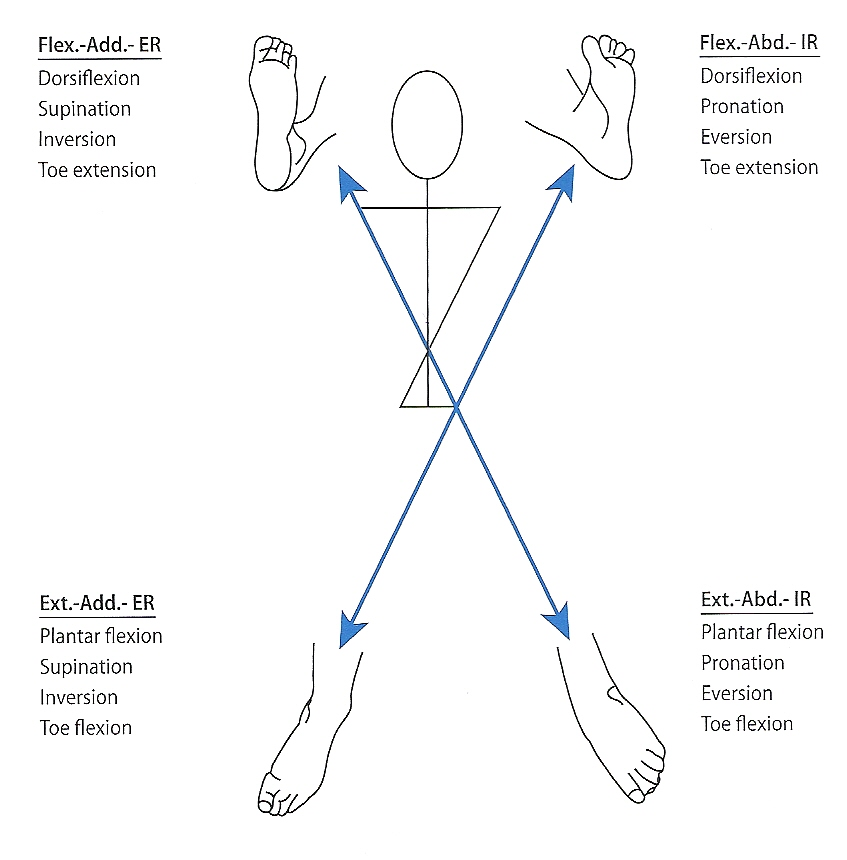 Flex.-Add.- ER
Dorsiflexion
Supination
Inversion
Toe extension
Flex.-Abd.- IR
Dorsiflexion
Pronation
Eversion
Toe extension
Ext.-Add.- ER
Plantar flexion
Supination
Inversion
Toe flexion
Ext.-Abd.- IR
Plantar flexion
Pronation
Eversion
Toe flexion